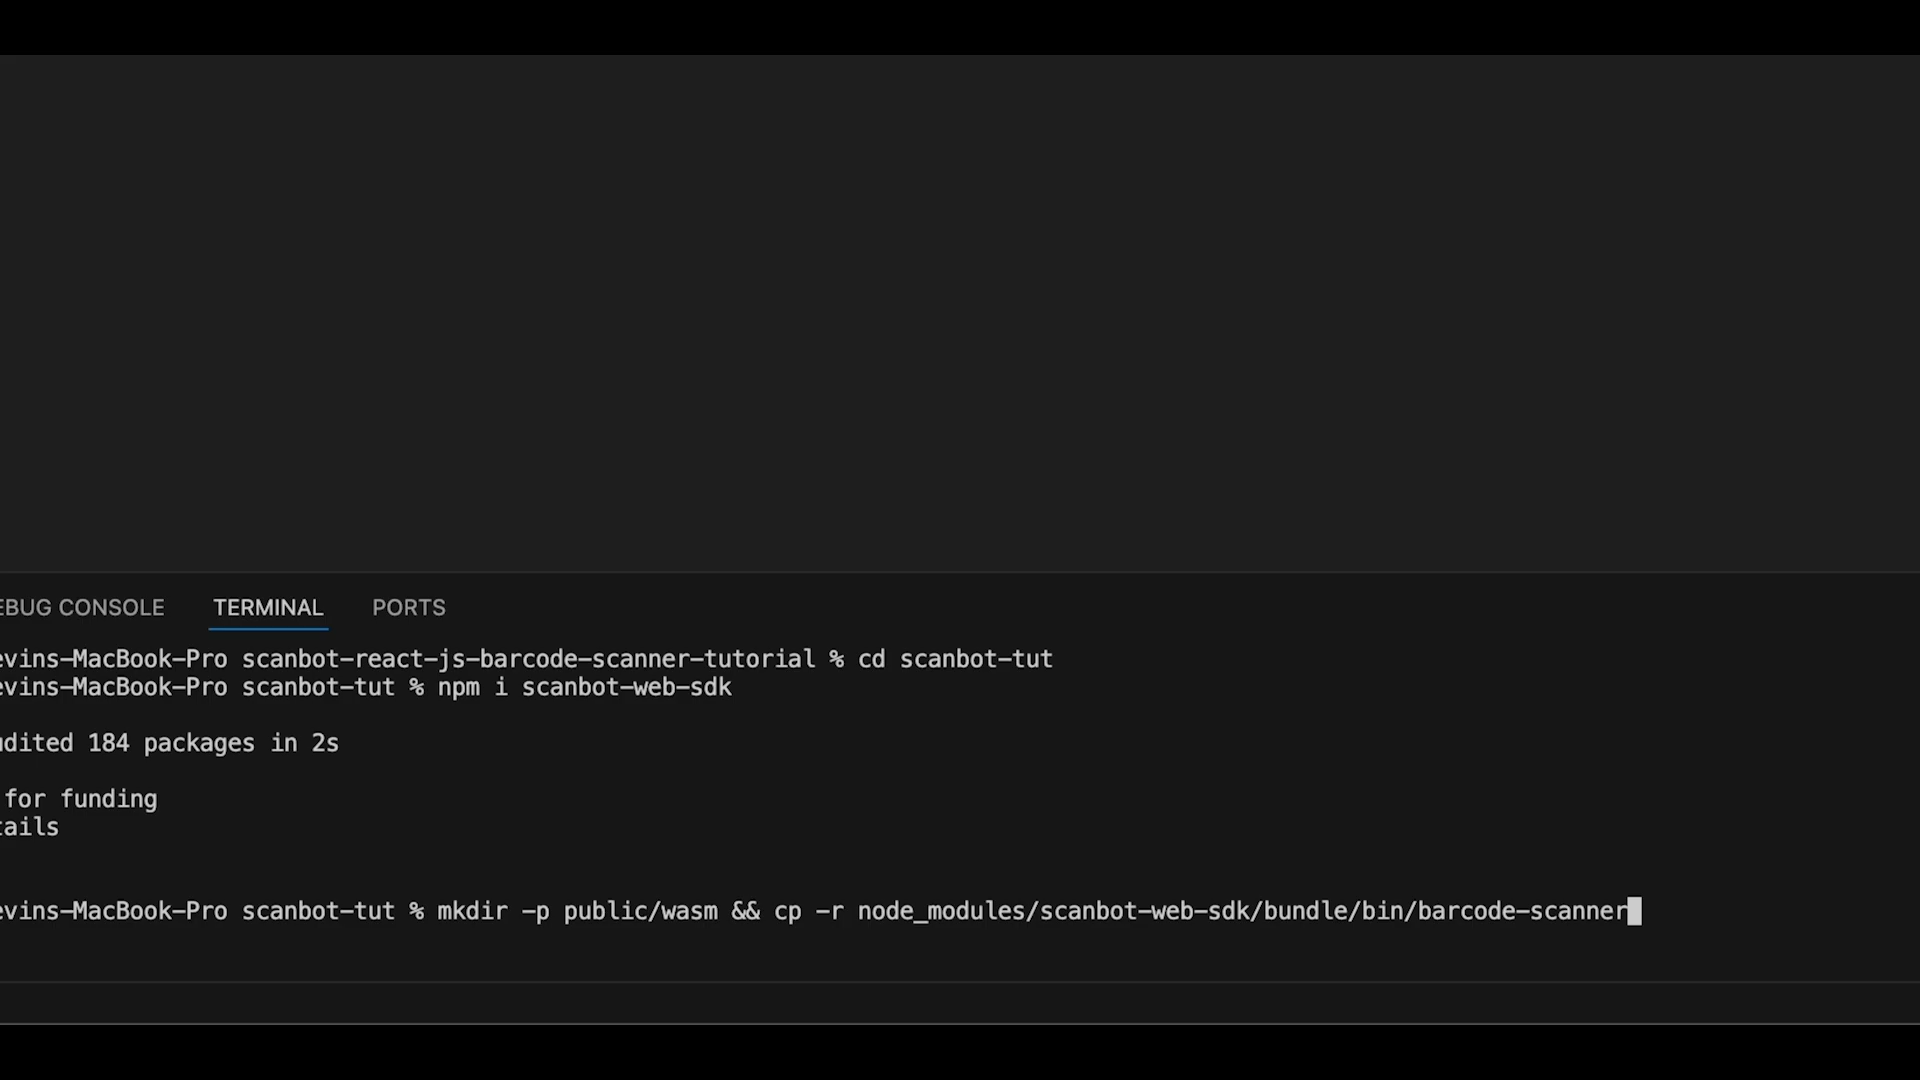 EBUG CONSOLE TERMINAL PORTS
evins-MacBook-Pro scanbot-react-js-barcode-scanner-tutorial % cd scanbot-tut
evins-MacBook-Pro scanbot-tut % npm i scanbot-web-sdk
udited 184 packages in 2s
for funding
tails
evins-MacBook-Pro scanbot-tut % mkdir -p public/wasm && cp -r node_modules/scanbot-web-sdk/bundle/bin/barcode-scanner